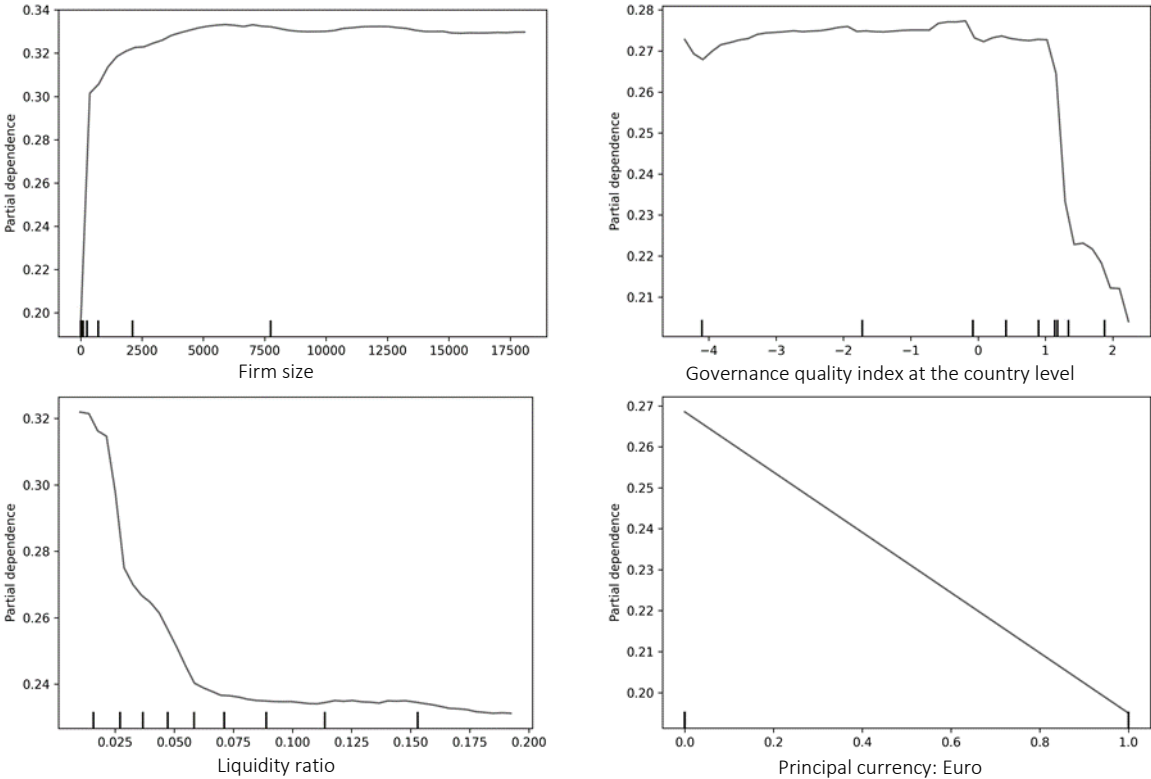 0.34
0.32
0.30
0.28
0.26
0.24
0.22
0.20
Partial dependence
0 2500 5000 7500 10000 12500 15000 17500
Firm size
0.28
0.27
0.26
0.25
0.24
0.23
0.22
0.21
Partial dependence
−4 −3 −2 −1 0 1 2
Governance quality index at the country level
0.32
0.30
0.28
0.26
0.24
Partial dependence
0.025 0.050 0.075 0.100 0.125 0.150 0.175 0.200
Liquidity ratio
0.27
0.26
0.25
0.24
0.23
0.22
0.21
0.20
Partial dependence
0.0 0.2 0.4 0.6 0.8 1.0
Principal currency: Euro